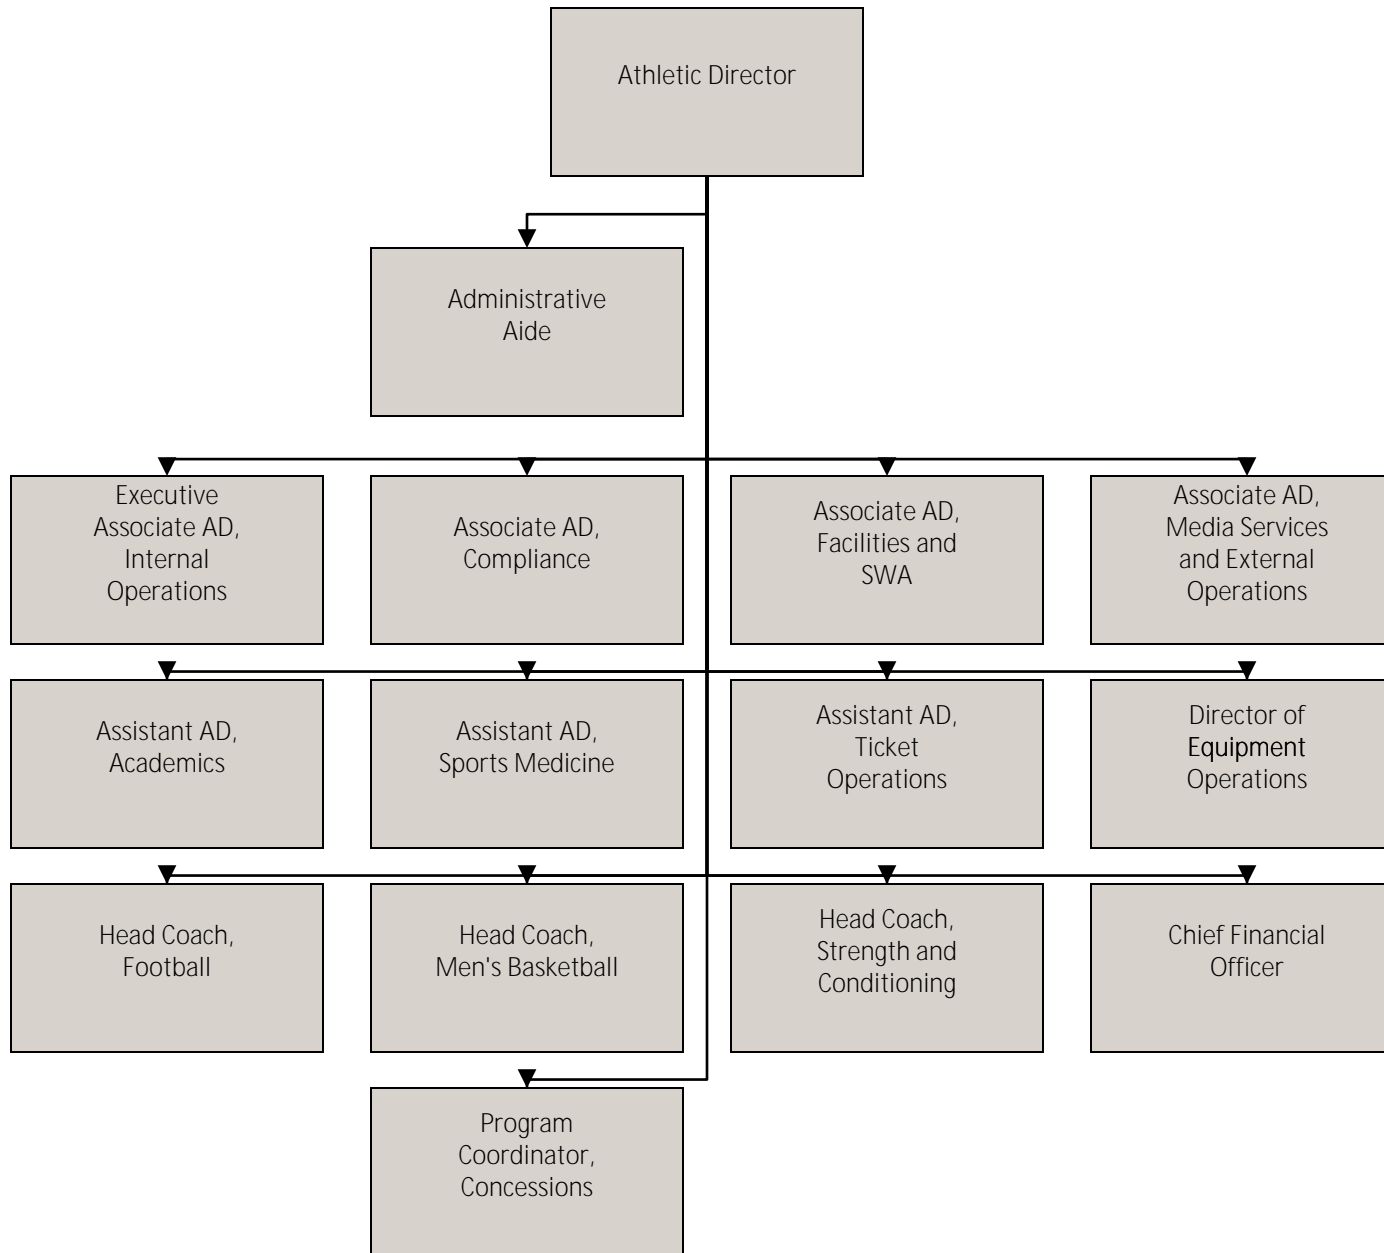 Athletic Director
Administrative
Aide
Executive
Associate AD,
Internal
Operations
Associate AD,
Compliance
Associate AD,
Facilities and
SWA
Associate AD,
Media Services
and External
Operations
Assistant AD,
Academics
Assistant AD,
Sports Medicine
Assistant AD,
Ticket
Operations
Director of
Equipment
Operations
Head Coach,
Football
Head Coach,
Men's Basketball
Head Coach,
Strength and
Conditioning
Chief Financial
Officer
Program
Coordinator,
Concessions